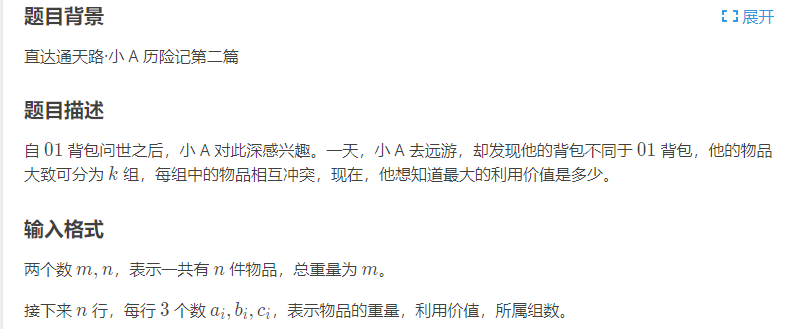 题目背景
展开
直达通天路·小 A 历险记第二篇
题目描述
自 01 背包问世之后，小 A 对此深感兴趣。一天，小 A 去远游，却发现他的背包不同于 01 背包，他的物品
大致可分为 k 组，每组中的物品相互冲突，现在，他想知道最大的利用价值是多少。
输入格式
两个数 m, n，表示一共有 n 件物品，总重量为 m。
接下来 n 行，每行 3 个数 a_i, b_i, c_i，表示物品的重量，利用价值，所属组数。